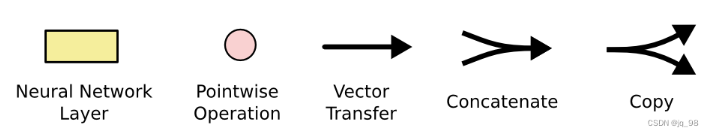 Neural Network
Layer
Pointwise
Operation
Vector
Transfer
Concatenate
Copy
CSDN @jq_98